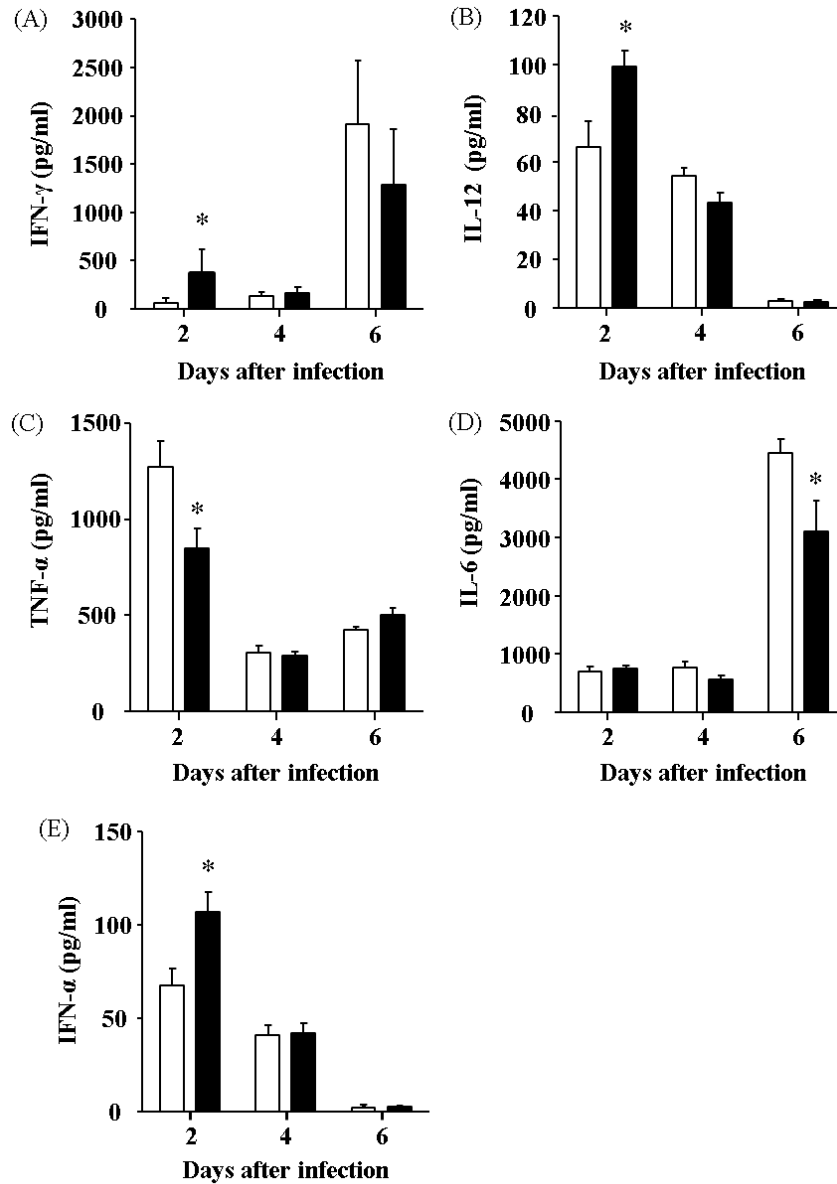 (A)
IFN-γ (pg/ml)
3000
2500
2000
1500
1000
500
0
*
2 4 6
Days after infection
(B)
IL-12 (pg/ml)
120
100
80
60
40
20
0
*
2 4 6
Days after infection
(C)
TNF-α (pg/ml)
1500
1000
500
0
*
2 4 6
Days after infection
(D)
IL-6 (pg/ml)
5000
4000
3000
2000
1000
0
*
2 4 6
Days after infection
(E)
IFN-α (pg/ml)
150
100
50
0
*
2 4 6
Days after infection